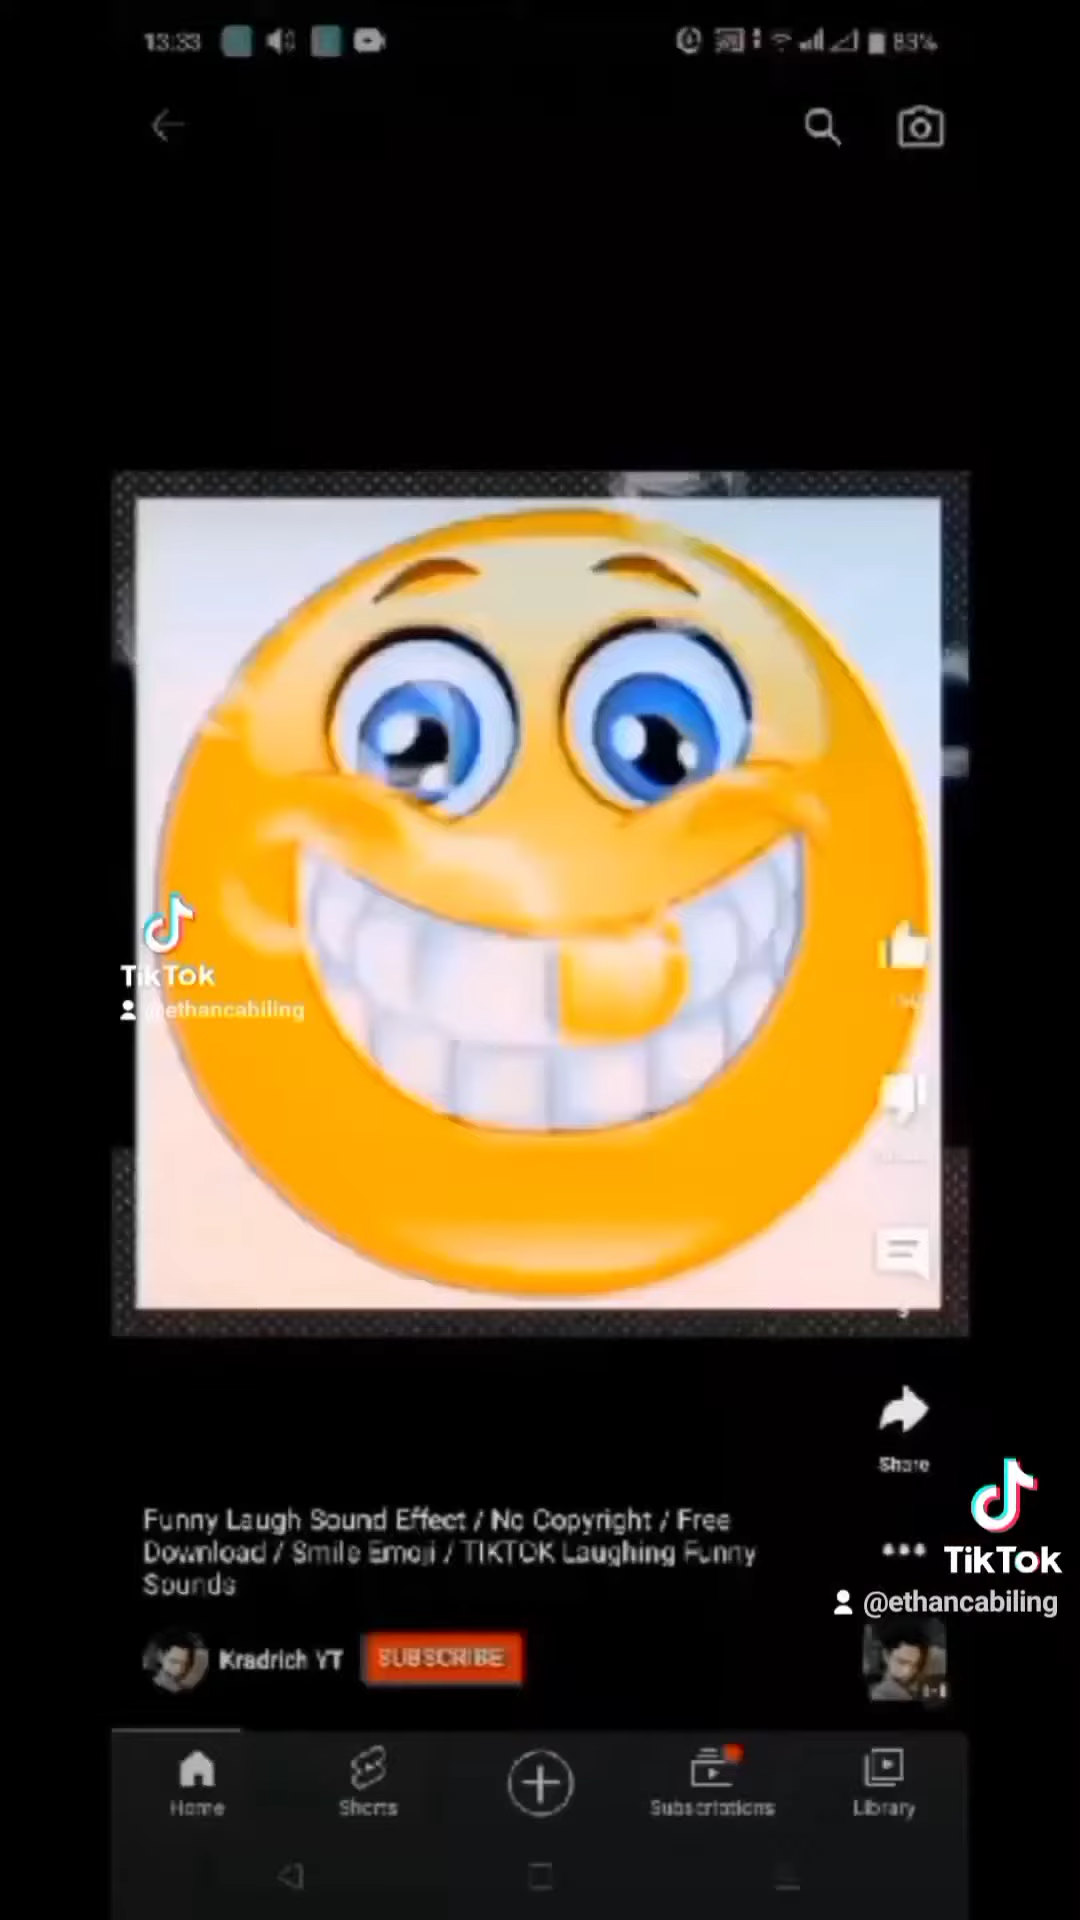 13:33
83%
TikTok
@ethancabiling
Share
Funny Laugh Sound Effect / No Copyright / Free
Download / Smile Emoji / TIKTOK Laughing Funny
Sounds
TikTok
@ethancabiling
Kradrich YT SUBSCRIBE
Home Shorts Subscriptions Library